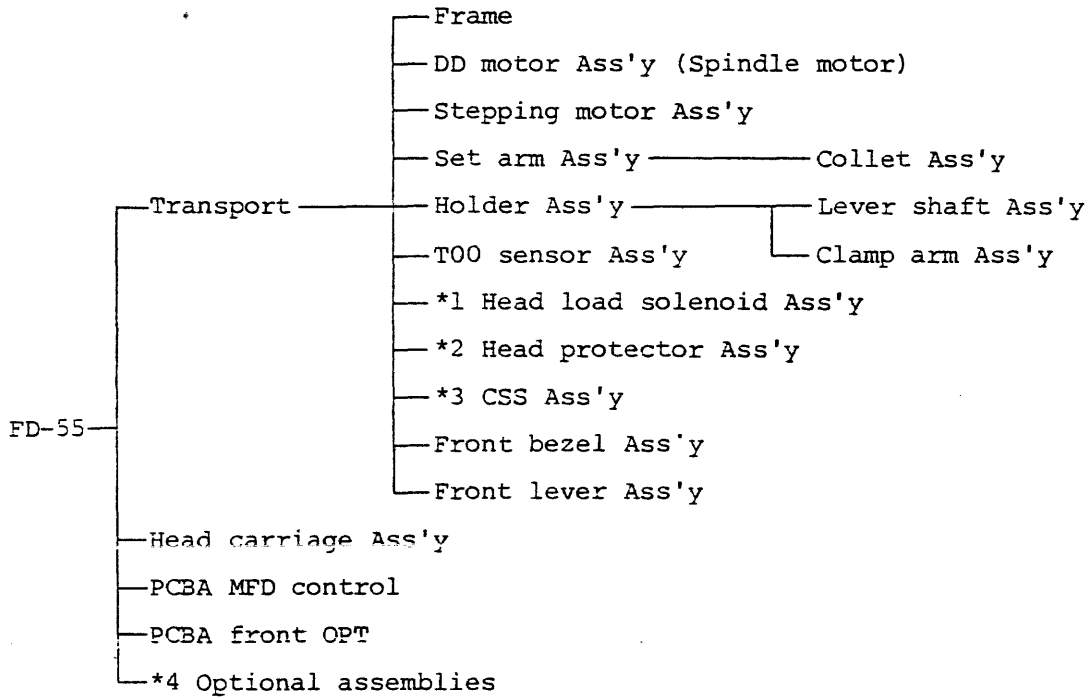 Frame
DD motor Ass'y (Spindle motor)
Stepping motor Ass'y
Set arm Ass'y Collet Ass'y
Transport Holder Ass'y Lever shaft Ass'y
T00 sensor Ass'y Clamp arm Ass'y
*1 Head load solenoid Ass'y
*2 Head protector Ass'y
*3 CSS Ass'y
FD-55
Front bezel Ass'y
Front lever Ass'y
Head carriage Ass'y
PCBA MFD control
PCBA front OPT
*4 Optional assemblies